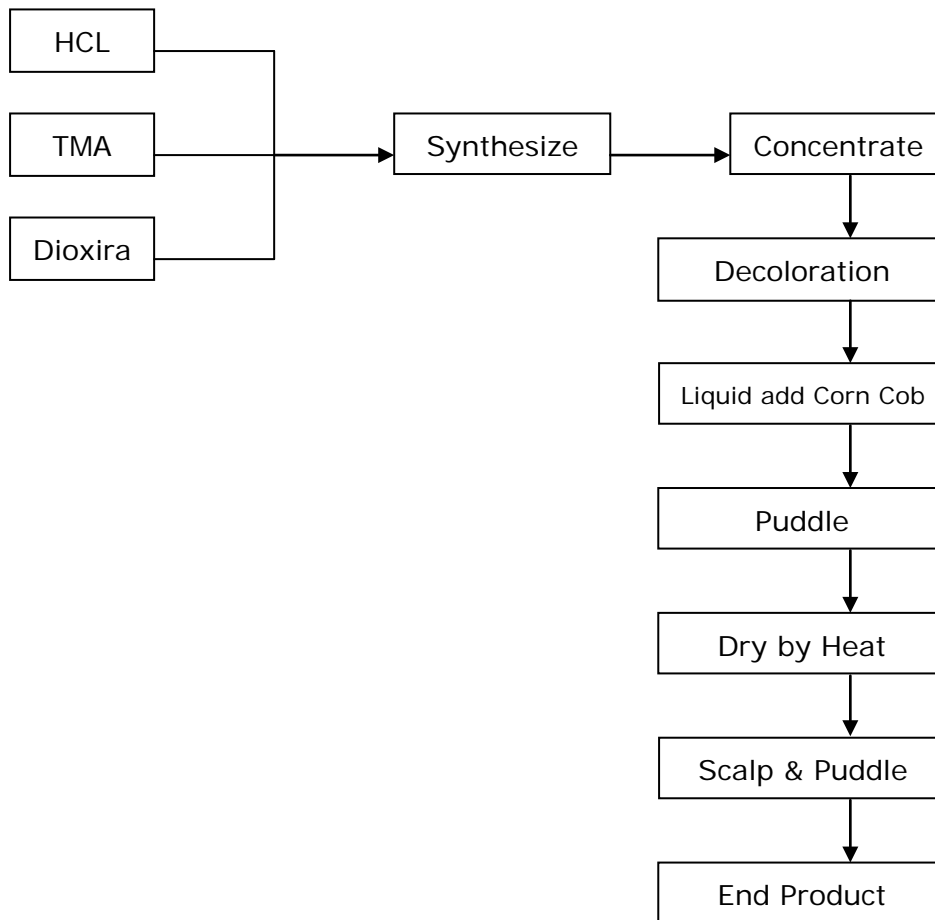 HCL
TMA
Dioxira
Synthesize
Concentrate
Decoloration
Liquid add Corn Cob
Puddle
Dry by Heat
Scalp & Puddle
End Product